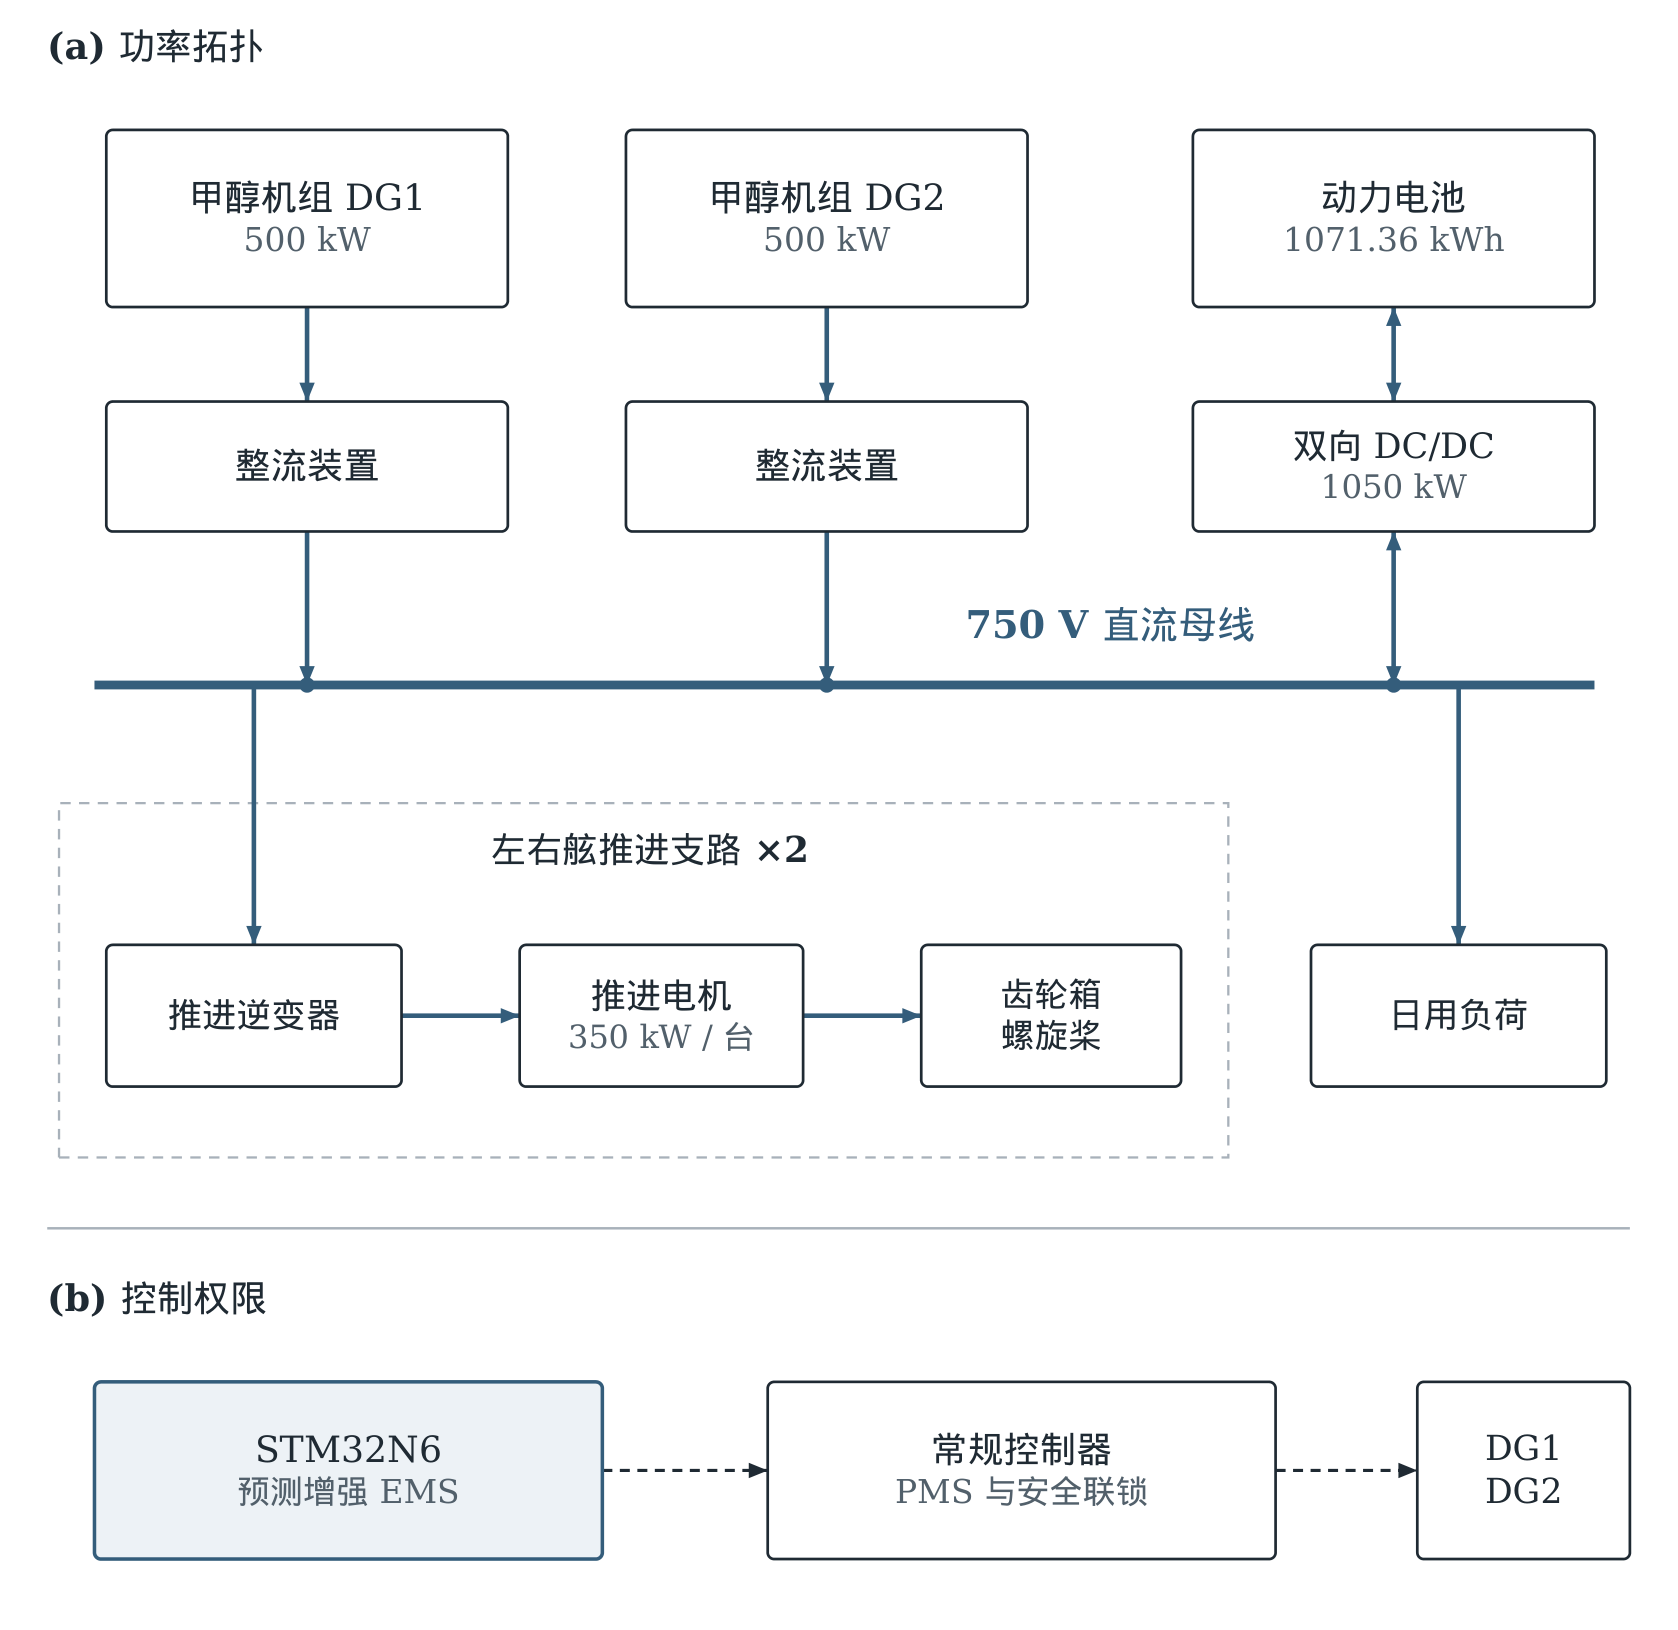 (a) 功率拓扑
甲醇机组 DG1
500 kW
甲醇机组 DG2
500 kW
动力电池
1071.36 kWh
整流装置
整流装置
双向 DC/DC
1050 kW
750 V 直流母线
左右舷推进支路 ×2
推进逆变器
推进电机
350 kW / 台
齿轮箱
螺旋桨
日用负荷
(b) 控制权限
STM32N6
预测增强 EMS
常规控制器
PMS 与安全联锁
DG1
DG2